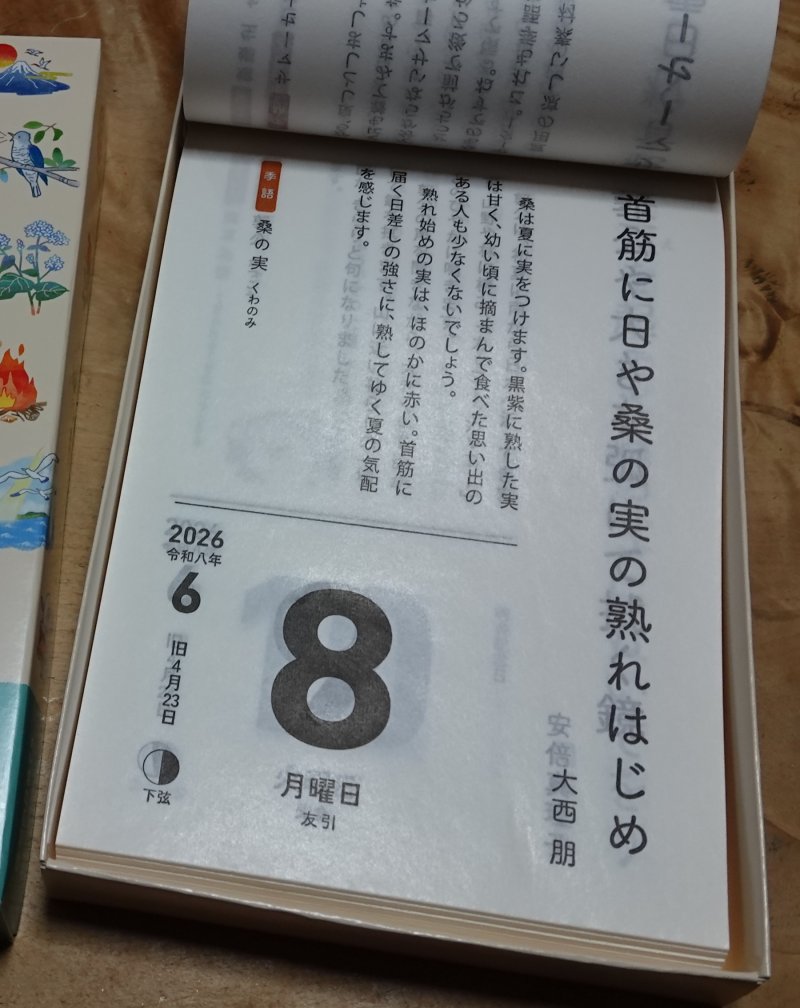 首筋に日や桑の実の熟れはじめ
大西 朋
桑は夏に実をつけます。黒紫に熟した実
は甘く、幼い頃に摘まんで食べた思い出の
ある人も少なくないでしょう。
熟れ始めの実は、ほのかに赤い。首筋に
届く日差しの強さに、熟してゆく夏の気配
を感じます。
季語 桑の実 くわのみ
2026
令和八年
6
旧4月23日
下弦
8
月曜日
友引